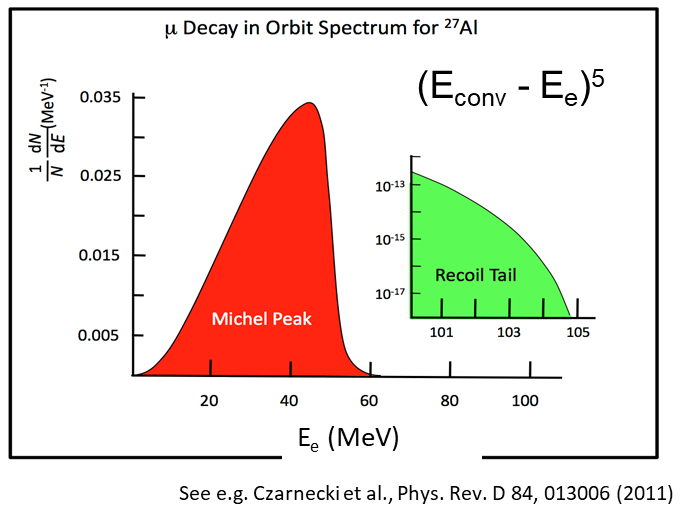 μ Decay in Orbit Spectrum for ²⁷Al
(E_conv - E_e)⁵
1/N dN/dE (MeV⁻¹)
0.035
0.025
0.015
0.005
Michel Peak
20 40 60 80 100
10⁻¹³
10⁻¹⁵
10⁻¹⁷
Recoil Tail
101 103 105
E_e (MeV)
See e.g. Czarnecki et al., Phys. Rev. D 84, 013006 (2011)